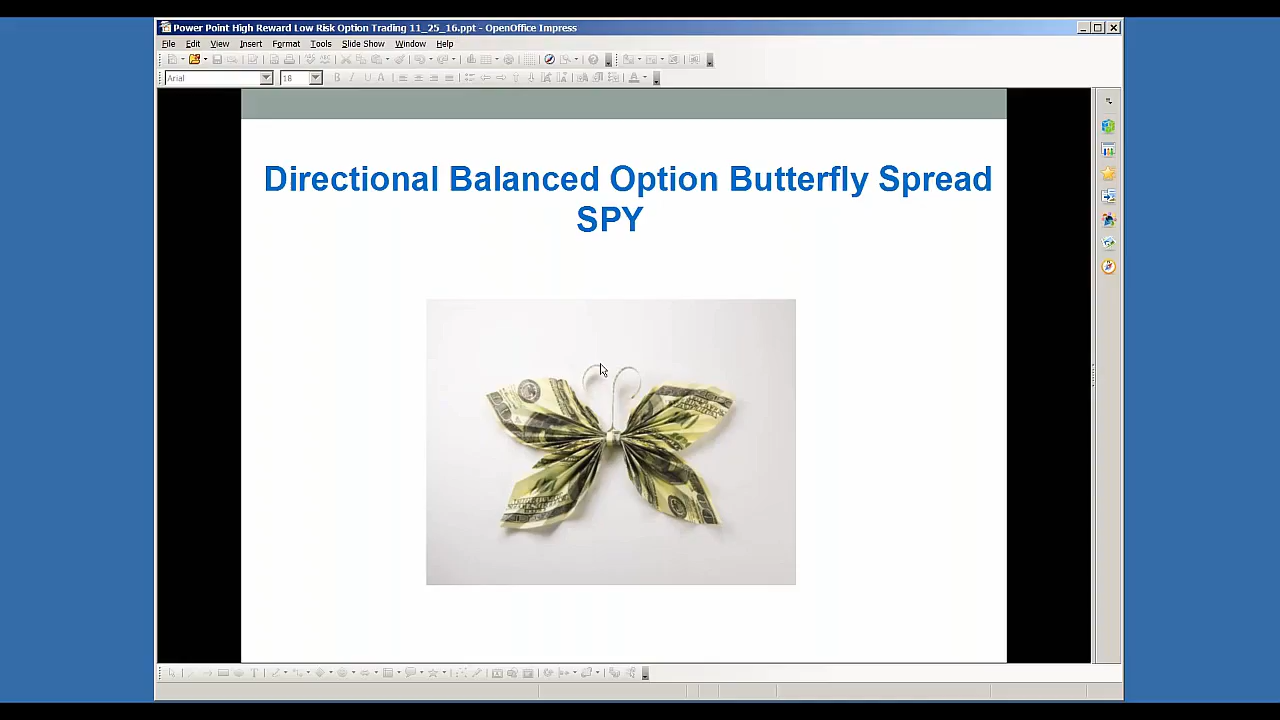 Power Point High Reward Low Risk Option Trading 11_25_16.ppt - OpenOffice Impress
File Edit View Insert Format Tools Slide Show Window Help
Arial 18
Directional Balanced Option Butterfly Spread
SPY